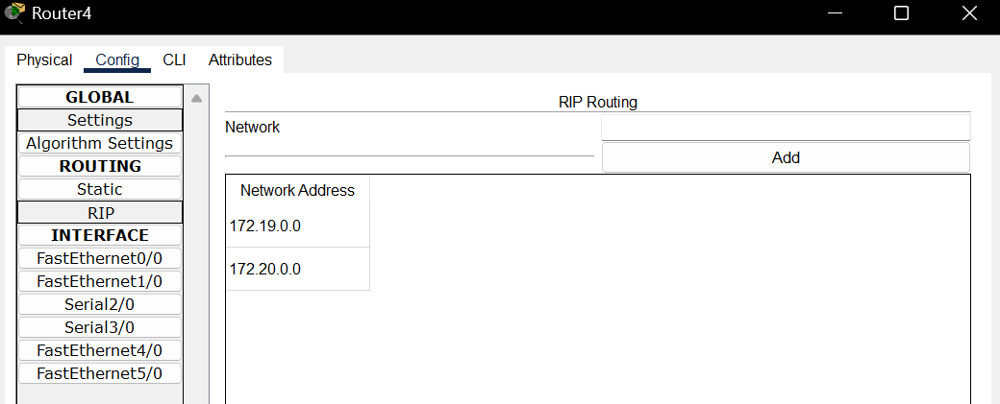 Router4
Physical Config CLI Attributes
GLOBAL
Settings
Algorithm Settings
ROUTING
Static
RIP
INTERFACE
FastEthernet0/0
FastEthernet1/0
Serial2/0
Serial3/0
FastEthernet4/0
FastEthernet5/0
RIP Routing
Network
Add
Network Address
172.19.0.0
172.20.0.0